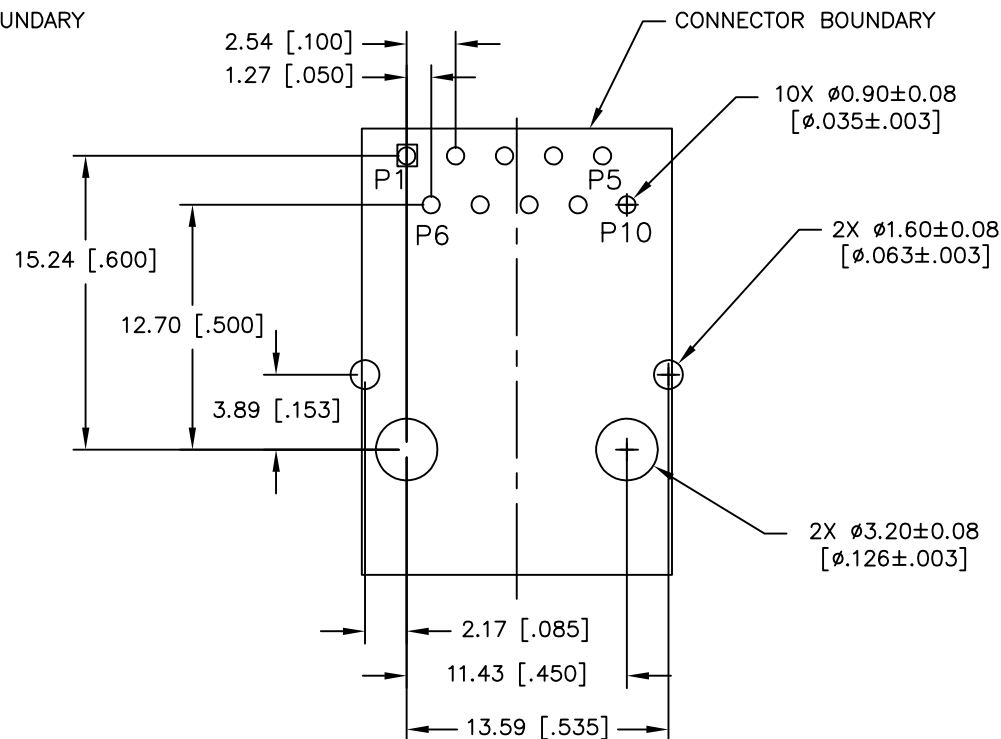 OUNDARY
CONNECTOR BOUNDARY
2.54 [.100]
1.27 [.050]
10X ø0.90±0.08
[ø.035±.003]
P1
P5
P6
P10
2X ø1.60±0.08
[ø.063±.003]
15.24 [.600]
12.70 [.500]
3.89 [.153]
2X ø3.20±0.08
[ø.126±.003]
2.17 [.085]
11.43 [.450]
13.59 [.535]